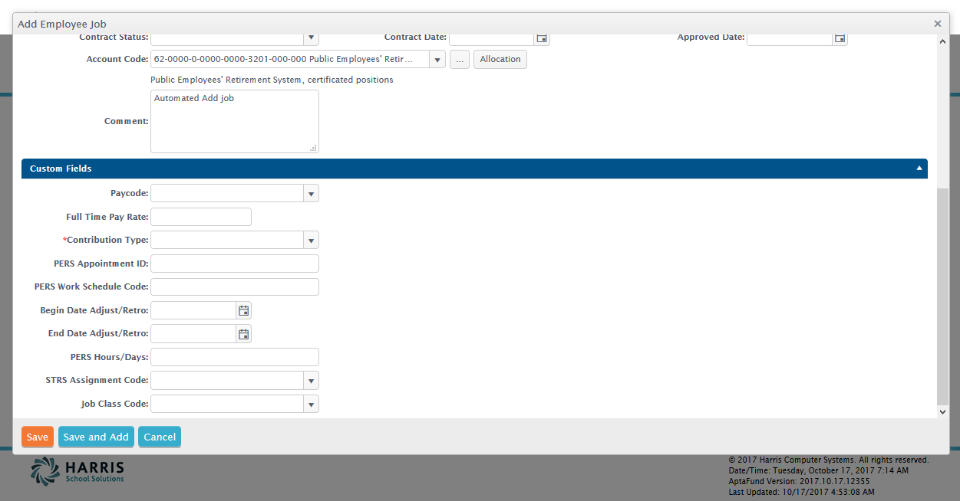 Add Employee Job
Contract Status: Contract Date: Approved Date:
Account Code: 62-0000-0-0000-0000-3201-000-000 Public Employees' Retir... ... Allocation
Public Employees' Retirement System, certificated positions
Comment: Automated Add job
Custom Fields
Paycode:
Full Time Pay Rate:
*Contribution Type:
PERS Appointment ID:
PERS Work Schedule Code:
Begin Date Adjust/Retro:
End Date Adjust/Retro:
PERS Hours/Days:
STRS Assignment Code:
Job Class Code:
Save Save and Add Cancel
HARRIS
School Solutions
© 2017 Harris Computer Systems. All rights reserved.
Date/Time: Tuesday, October 17, 2017 7:14 AM
AptaFund Version: 2017.10.17.12355
Last Updated: 10/17/2017 4:53:08 AM